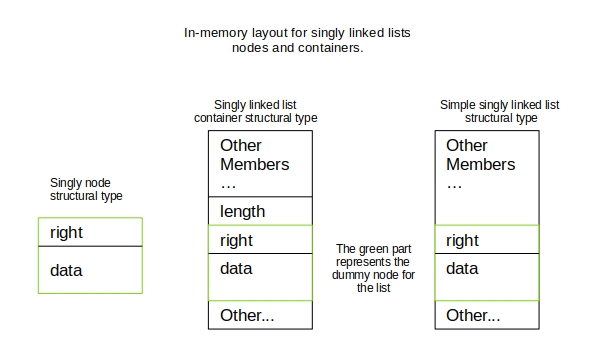 In-memory layout for singly linked lists
nodes and containers.
Singly linked list
container structural type
Simple singly linked list
structural type
Singly node
structural type
right
data
Other
Members
...
length
right
data
Other...
The green part
represents the
dummy node for
the list
Other
Members
...
right
data
Other...